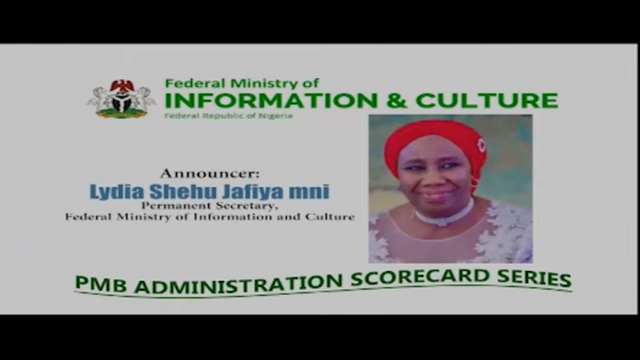 Federal Ministry of
INFORMATION & CULTURE
Federal Republic of Nigeria
Announcer:
Lydia Shehu Jafiya mni
Permanent Secretary,
Federal Ministry of Information and Culture
PMB ADMINISTRATION SCORECARD SERIES